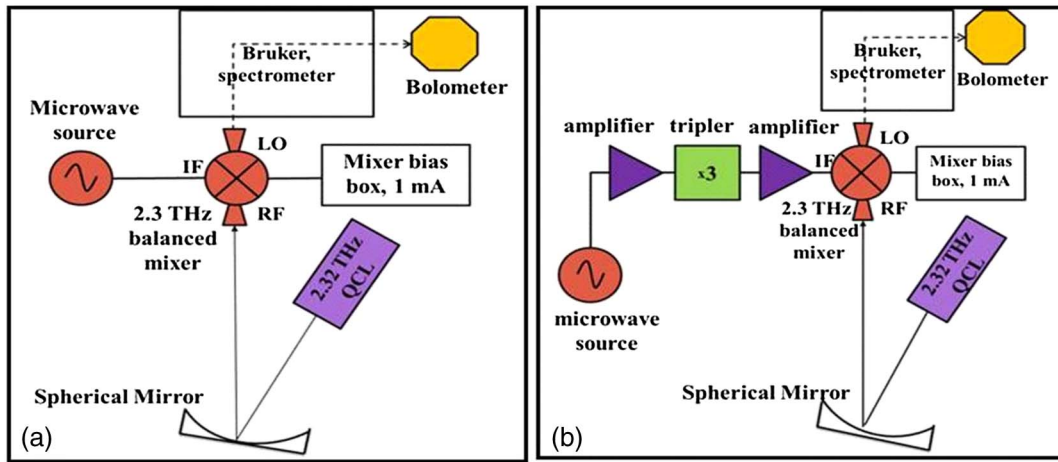 Bruker,
spectrometer
Bolometer
Microwave
source
LO
IF
Mixer bias
box, 1 mA
2.3 THz
balanced
mixer
RF
2.32 THz
QCL
Spherical Mirror
(a)
Bruker,
spectrometer
Bolometer
amplifier
tripler
amplifier
LO
IF
x3
Mixer bias
box, 1 mA
2.3 THz
balanced
mixer
RF
2.32 THz
QCL
microwave
source
Spherical Mirror
(b)